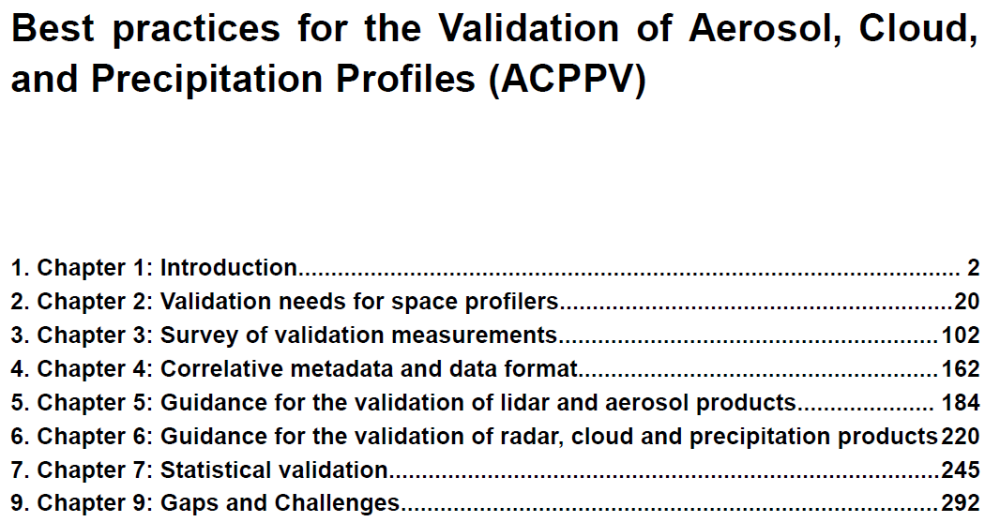 Best practices for the Validation of Aerosol, Cloud,
and Precipitation Profiles (ACPPV)
1. Chapter 1: Introduction.......................................................................................................... 2
2. Chapter 2: Validation needs for space profilers...............................................................20
3. Chapter 3: Survey of validation measurements.............................................................102
4. Chapter 4: Correlative metadata and data format..........................................................162
5. Chapter 5: Guidance for the validation of lidar and aerosol products..................... 184
6. Chapter 6: Guidance for the validation of radar, cloud and precipitation products220
7. Chapter 7: Statistical validation........................................................................................245
9. Chapter 9: Gaps and Challenges......................................................................................292